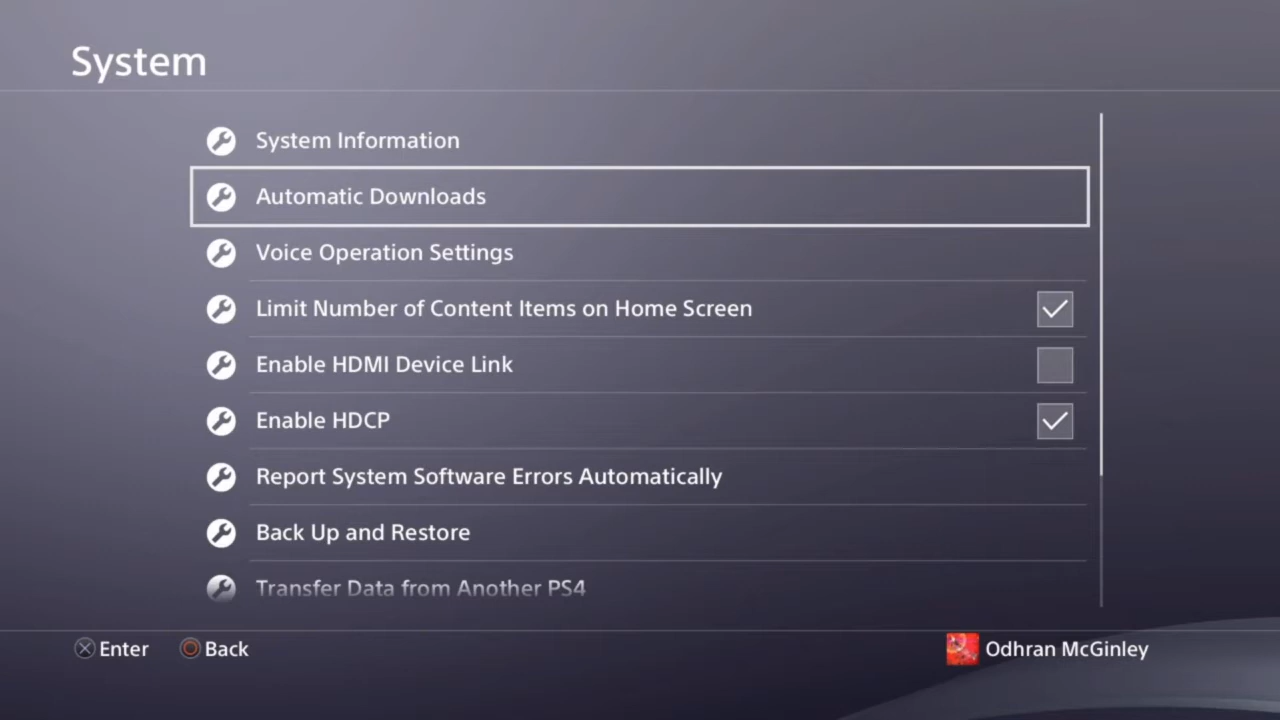 System
System Information
Automatic Downloads
Voice Operation Settings
Limit Number of Content Items on Home Screen
Enable HDMI Device Link
Enable HDCP
Report System Software Errors Automatically
Back Up and Restore
Transfer Data from Another PS4
Enter Back Odhran McGinley